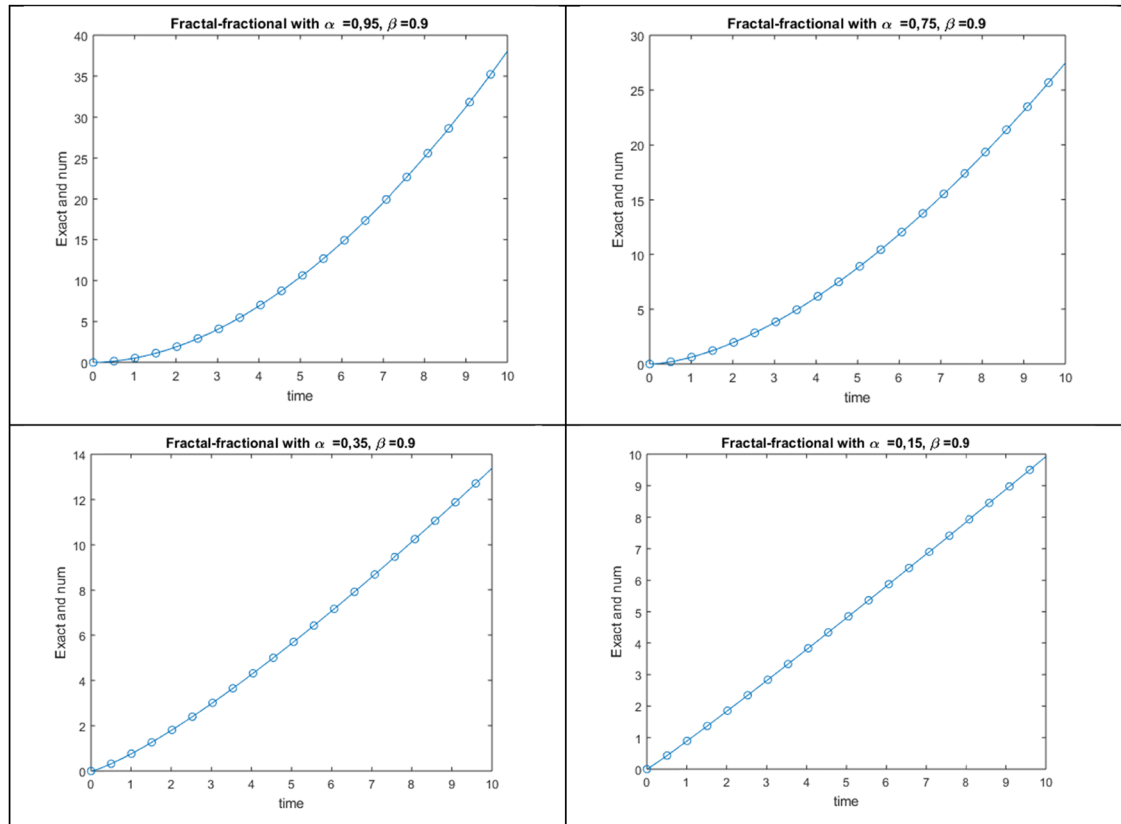 Fractal-fractional with α =0,95, β=0.9
40
35
30
25
20
15
10
5
0
Exact and num
0 1 2 3 4 5 6 7 8 9 10
time
Fractal-fractional with α =0,75, β=0.9
30
25
20
15
10
5
0
Exact and num
0 1 2 3 4 5 6 7 8 9 10
time
Fractal-fractional with α =0,35, β=0.9
14
12
10
8
6
4
2
0
Exact and num
0 1 2 3 4 5 6 7 8 9 10
time
Fractal-fractional with α =0,15, β=0.9
10
9
8
7
6
5
4
3
2
1
0
Exact and num
0 1 2 3 4 5 6 7 8 9 10
time